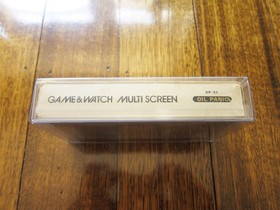 GAME&WATCH MULTI SCREEN
OP-51
OIL PANIC